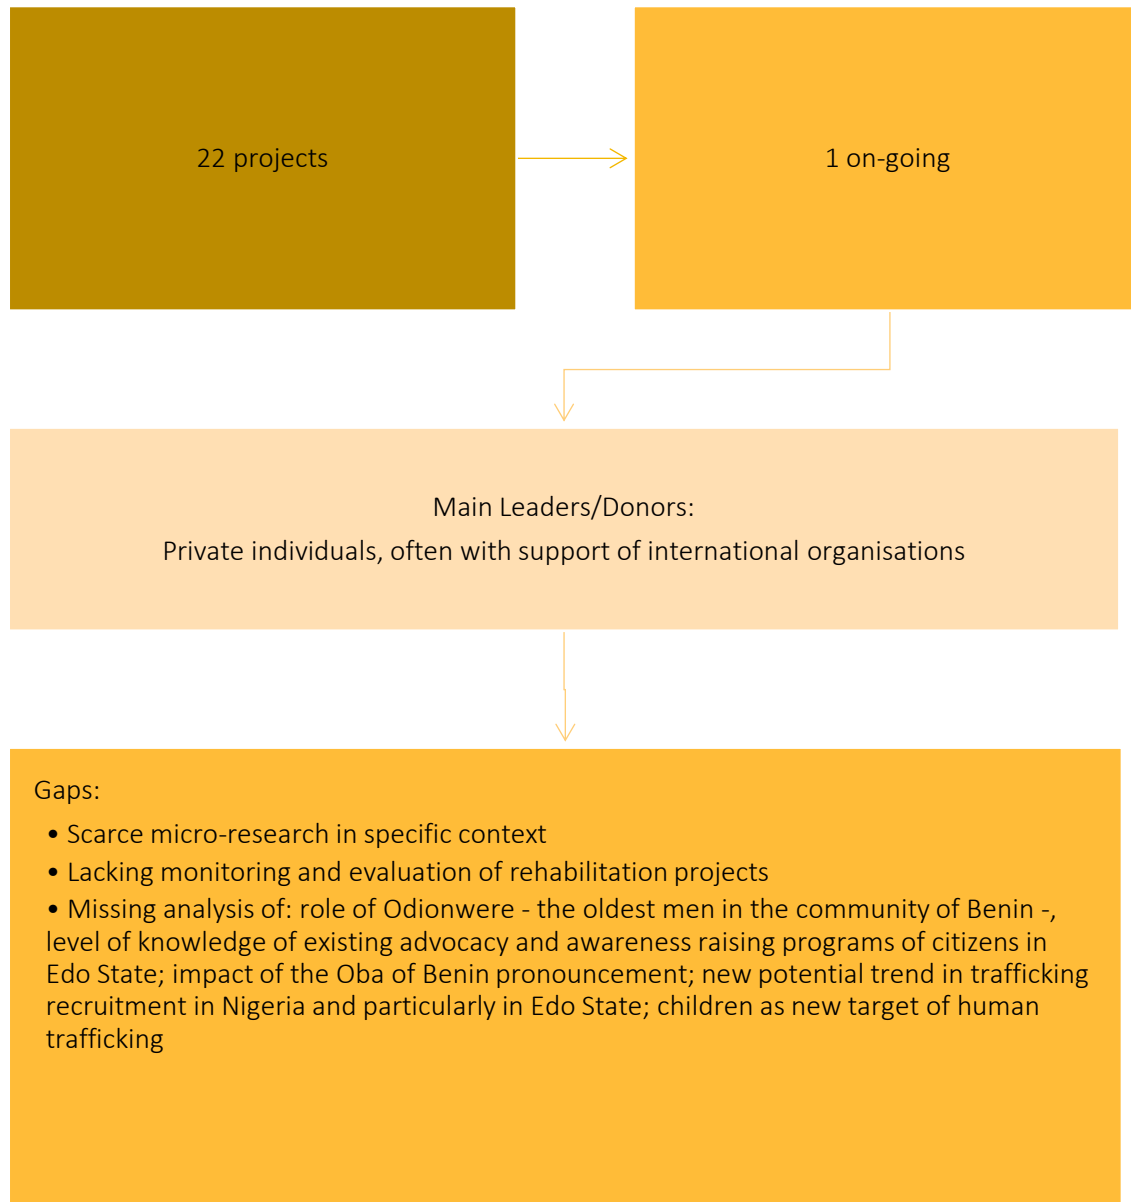 22 projects
1 on-going
Main Leaders/Donors:
Private individuals, often with support of international organisations
Gaps:
• Scarce micro-research in specific context
• Lacking monitoring and evaluation of rehabilitation projects
• Missing analysis of: role of Odionwere - the oldest men in the community of Benin -,
level of knowledge of existing advocacy and awareness raising programs of citizens in
Edo State; impact of the Oba of Benin pronouncement; new potential trend in trafficking
recruitment in Nigeria and particularly in Edo State; children as new target of human
trafficking